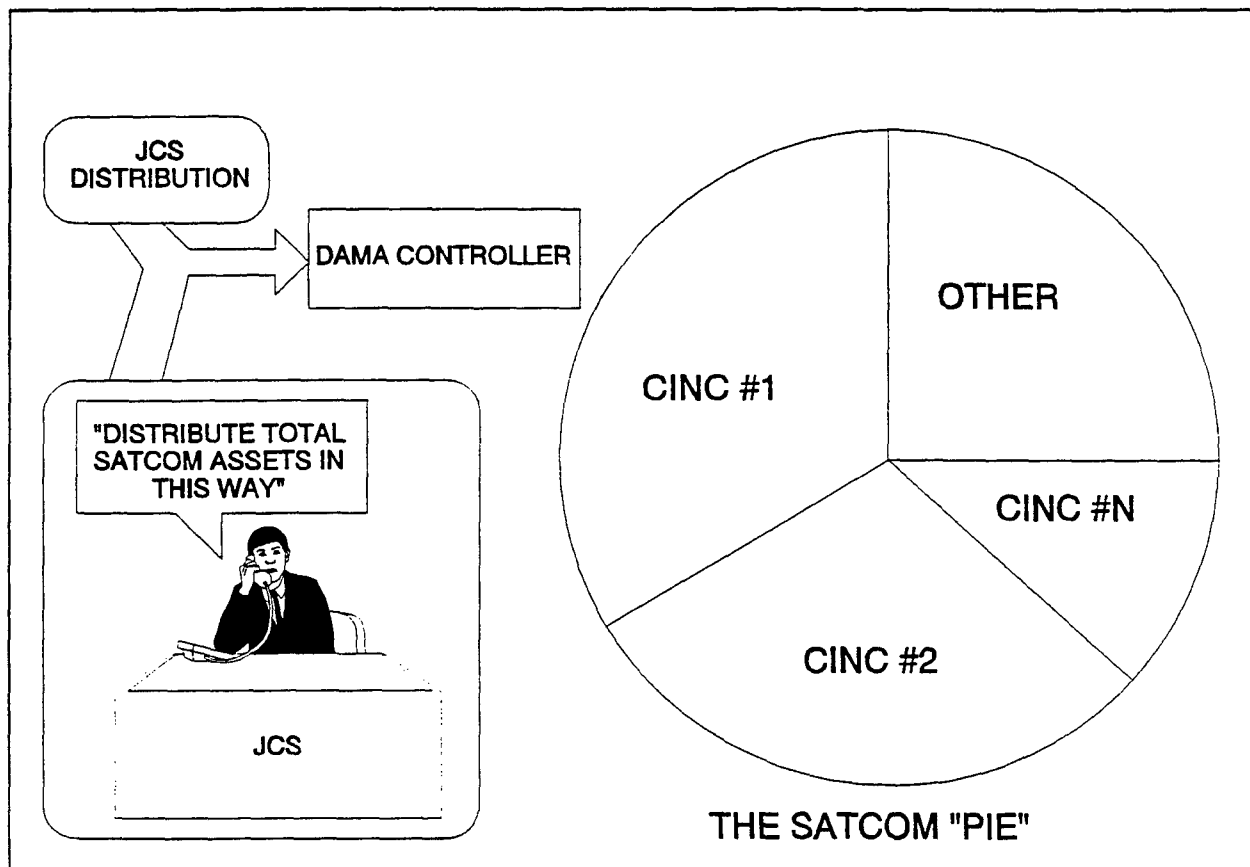 JCS
DISTRIBUTION
DAMA CONTROLLER
"DISTRIBUTE TOTAL
SATCOM ASSETS IN
THIS WAY"
JCS
OTHER
CINC #1
CINC #N
CINC #2
THE SATCOM "PIE"